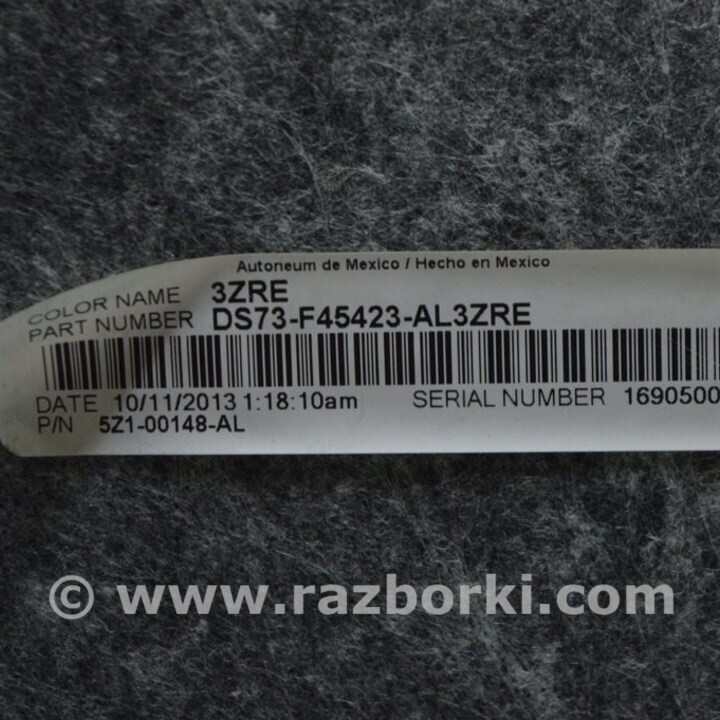 Autoneum de Mexico / Hecho en Mexico
COLOR NAME 3ZRE
PART NUMBER DS73-F45423-AL3ZRE
DATE 10/11/2013 1:18:10am SERIAL NUMBER 1690500
P/N 5Z1-00148-AL
© www.razborki.com